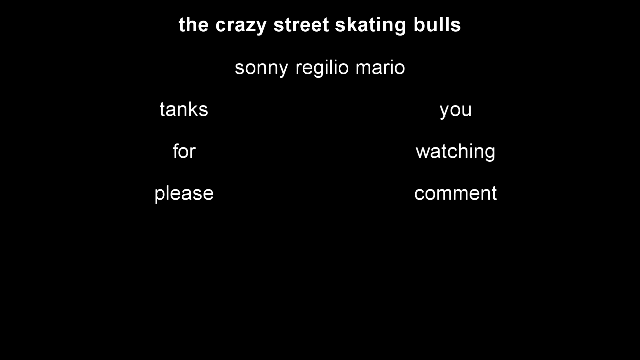 the crazy street skating bulls
sonny regilio mario
tanks you
for watching
please comment